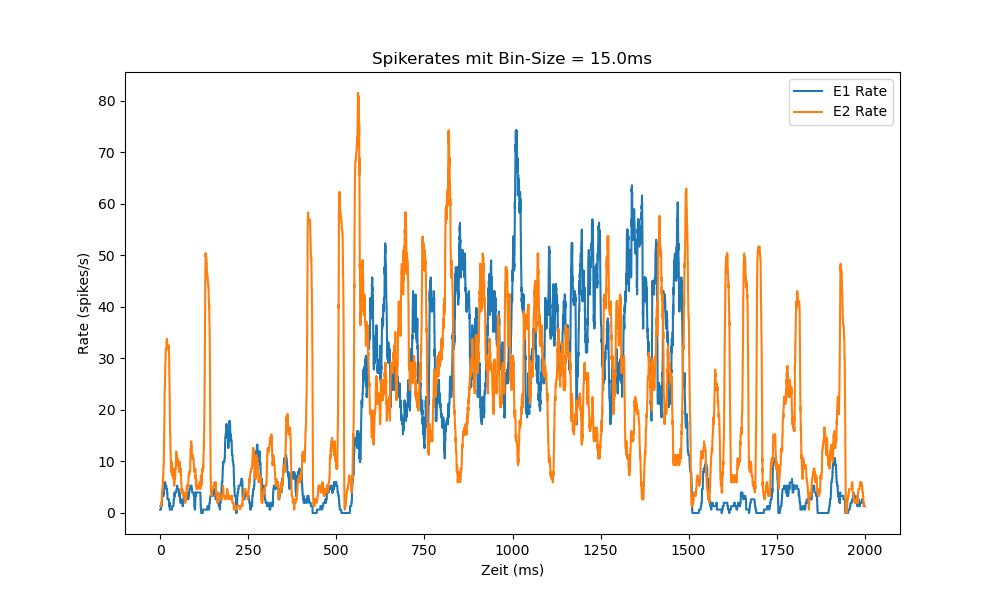 Spikerates mit Bin-Size = 15.0ms
E1 Rate
E2 Rate
Rate (spikes/s)
80
70
60
50
40
30
20
10
0
0 250 500 750 1000 1250 1500 1750 2000
Zeit (ms)